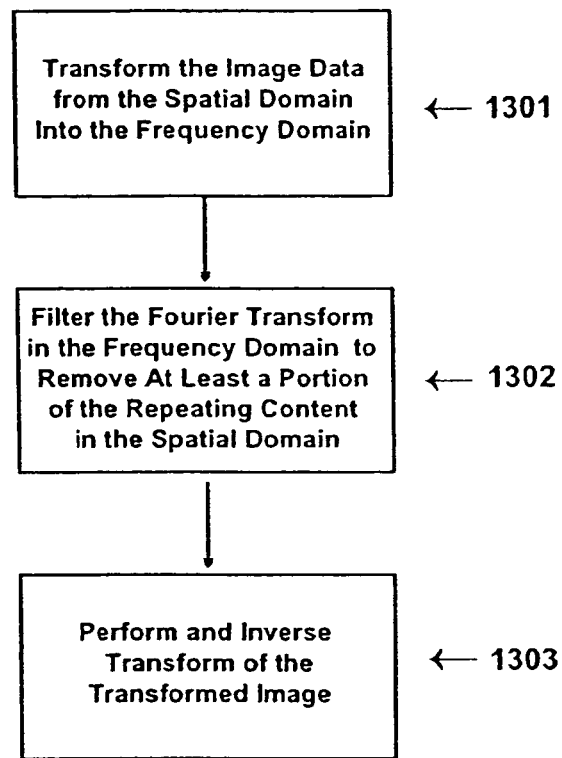 Transform the Image Data
from the Spatial Domain
Into the Frequency Domain
← 1301
Filter the Fourier Transform
in the Frequency Domain to
Remove At Least a Portion
of the Repeating Content
in the Spatial Domain
← 1302
Perform and Inverse
Transform of the
Transformed Image
← 1303